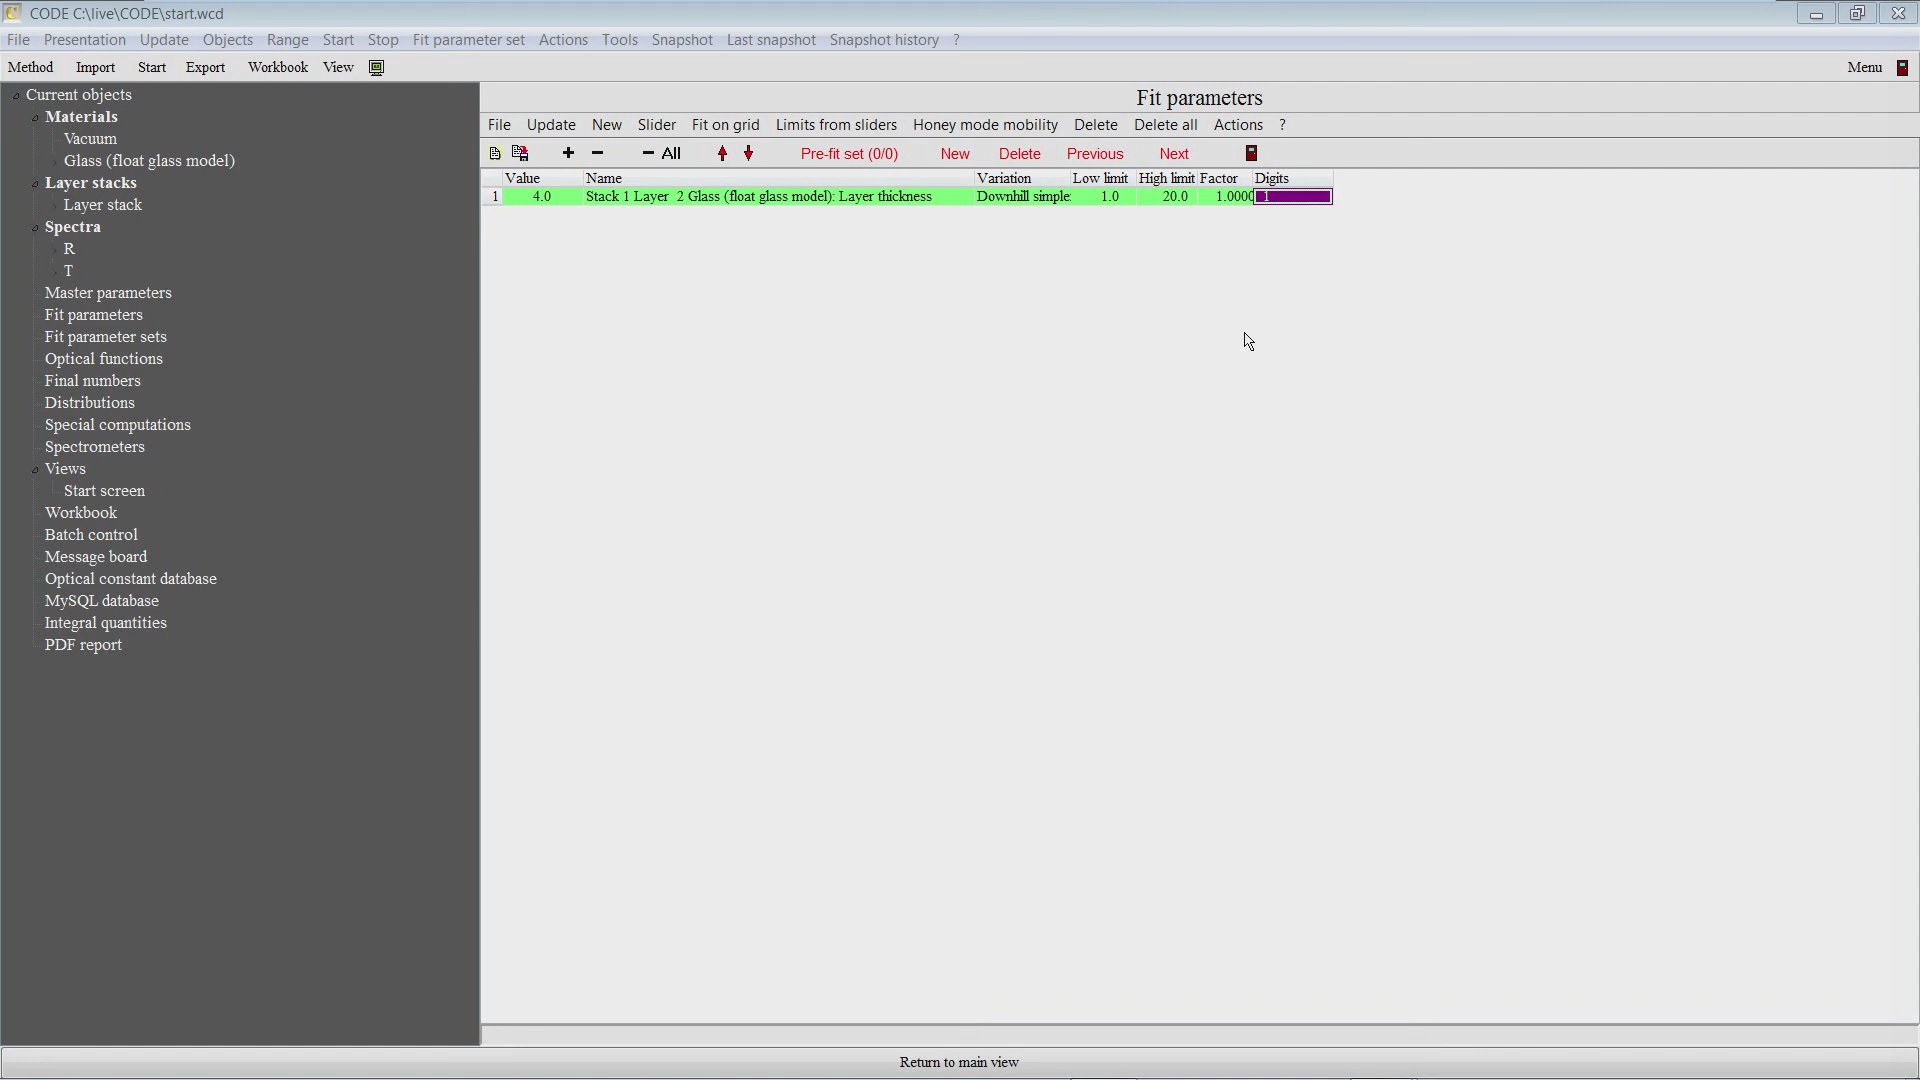 CODE C:\live\CODE\start.wcd
File Presentation Update Objects Range Start Stop Fit parameter set Actions Tools Snapshot Last snapshot Snapshot history ?
Method Import Start Export Workbook View Menu
Current objects
Materials
Vacuum
Glass (float glass model)
Layer stacks
Layer stack
Spectra
R
T
Master parameters
Fit parameters
Fit parameter sets
Optical functions
Final numbers
Distributions
Special computations
Spectrometers
Views
Start screen
Workbook
Batch control
Message board
Optical constant database
MySQL database
Integral quantities
PDF report
Fit parameters
File Update New Slider Fit on grid Limits from sliders Honey mode mobility Delete Delete all Actions ?
+ − − All Pre-fit set (0/0) New Delete Previous Next
Value Name Variation Low limit High limit Factor Digits
1 4.0 Stack 1 Layer 2 Glass (float glass model): Layer thickness Downhill simple: 1.0 20.0 1.0000 1
Return to main view